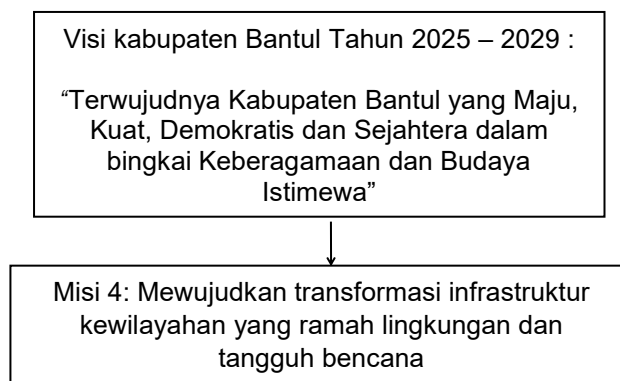 Visi kabupaten Bantul Tahun 2025 – 2029 :
“Terwujudnya Kabupaten Bantul yang Maju,
Kuat, Demokratis dan Sejahtera dalam
bingkai Keberagamaan dan Budaya
Istimewa”
Misi 4: Mewujudkan transformasi infrastruktur
kewilayahan yang ramah lingkungan dan
tangguh bencana